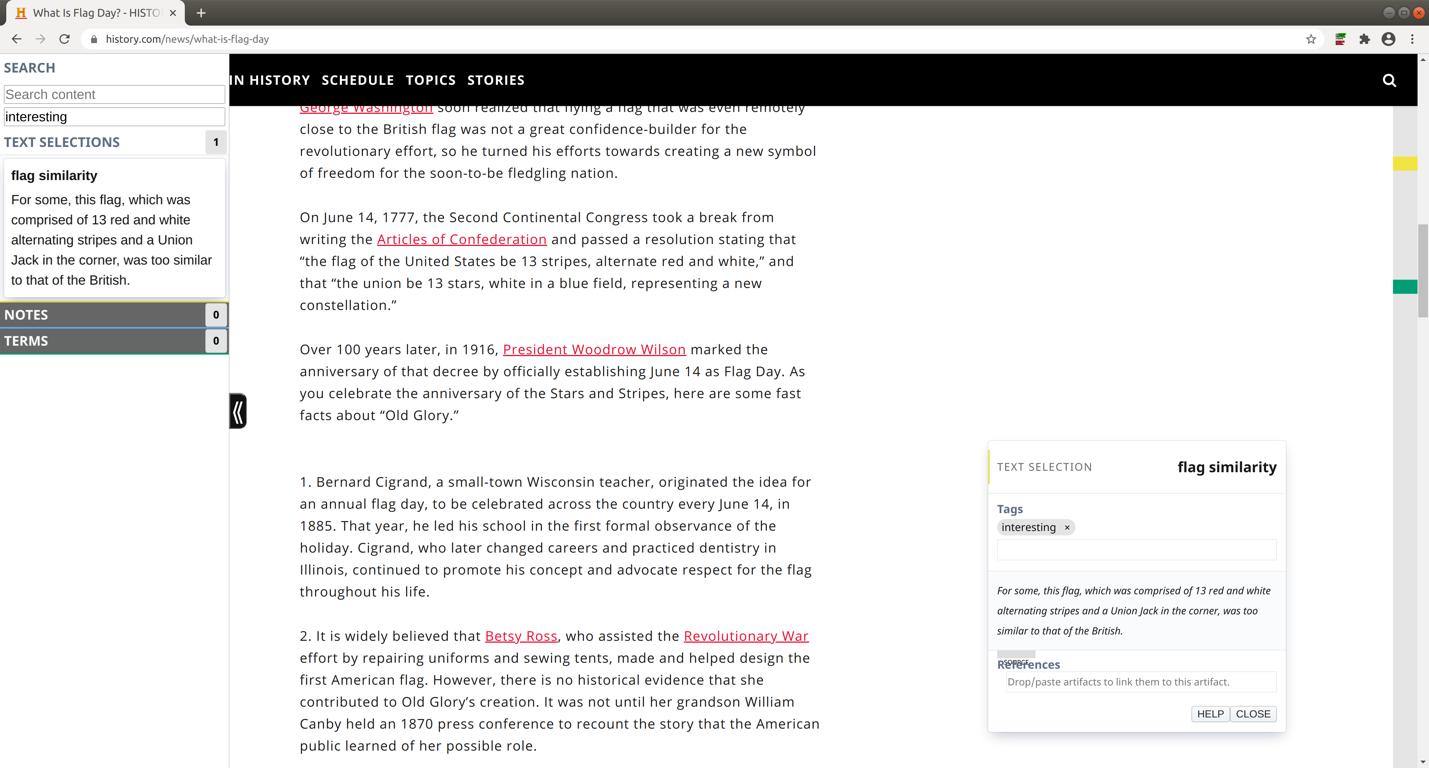 What Is Flag Day? - HISTO
history.com/news/what-is-flag-day
SEARCH
Search content
interesting
TEXT SELECTIONS 1
flag similarity
For some, this flag, which was
comprised of 13 red and white
alternating stripes and a Union
Jack in the corner, was too similar
to that of the British.
NOTES 0
TERMS 0
IN HISTORY SCHEDULE TOPICS STORIES
George Washington soon realized that flying a flag that was even remotely
close to the British flag was not a great confidence-builder for the
revolutionary effort, so he turned his efforts towards creating a new symbol
of freedom for the soon-to-be fledgling nation.
On June 14, 1777, the Second Continental Congress took a break from
writing the Articles of Confederation and passed a resolution stating that
“the flag of the United States be 13 stripes, alternate red and white,” and
that “the union be 13 stars, white in a blue field, representing a new
constellation.”
Over 100 years later, in 1916, President Woodrow Wilson marked the
anniversary of that decree by officially establishing June 14 as Flag Day. As
you celebrate the anniversary of the Stars and Stripes, here are some fast
facts about “Old Glory.”
1. Bernard Cigrand, a small-town Wisconsin teacher, originated the idea for
an annual flag day, to be celebrated across the country every June 14, in
1885. That year, he led his school in the first formal observance of the
holiday. Cigrand, who later changed careers and practiced dentistry in
Illinois, continued to promote his concept and advocate respect for the flag
throughout his life.
2. It is widely believed that Betsy Ross, who assisted the Revolutionary War
effort by repairing uniforms and sewing tents, made and helped design the
first American flag. However, there is no historical evidence that she
contributed to Old Glory’s creation. It was not until her grandson William
Canby held an 1870 press conference to recount the story that the American
public learned of her possible role.
TEXT SELECTION flag similarity
Tags
interesting ×
For some, this flag, which was comprised of 13 red and white
alternating stripes and a Union Jack in the corner, was too
similar to that of the British.
References
Drop/paste artifacts to link them to this artifact.
HELP CLOSE